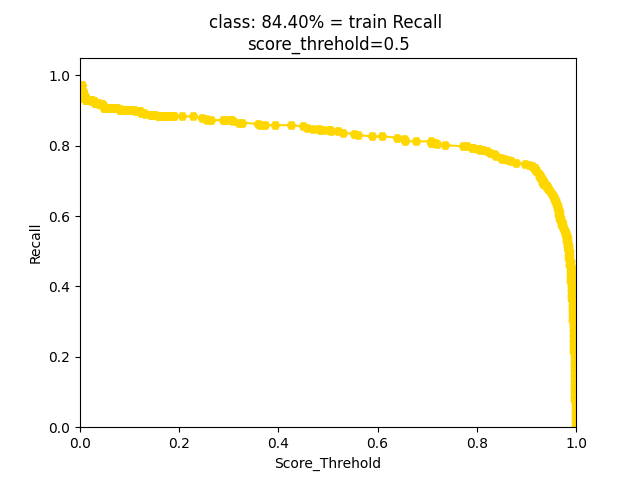 class: 84.40% = train Recall
score_threhold=0.5
1.0
0.8
0.6
0.4
0.2
0.0
Recall
0.0 0.2 0.4 0.6 0.8 1.0
Score_Threhold